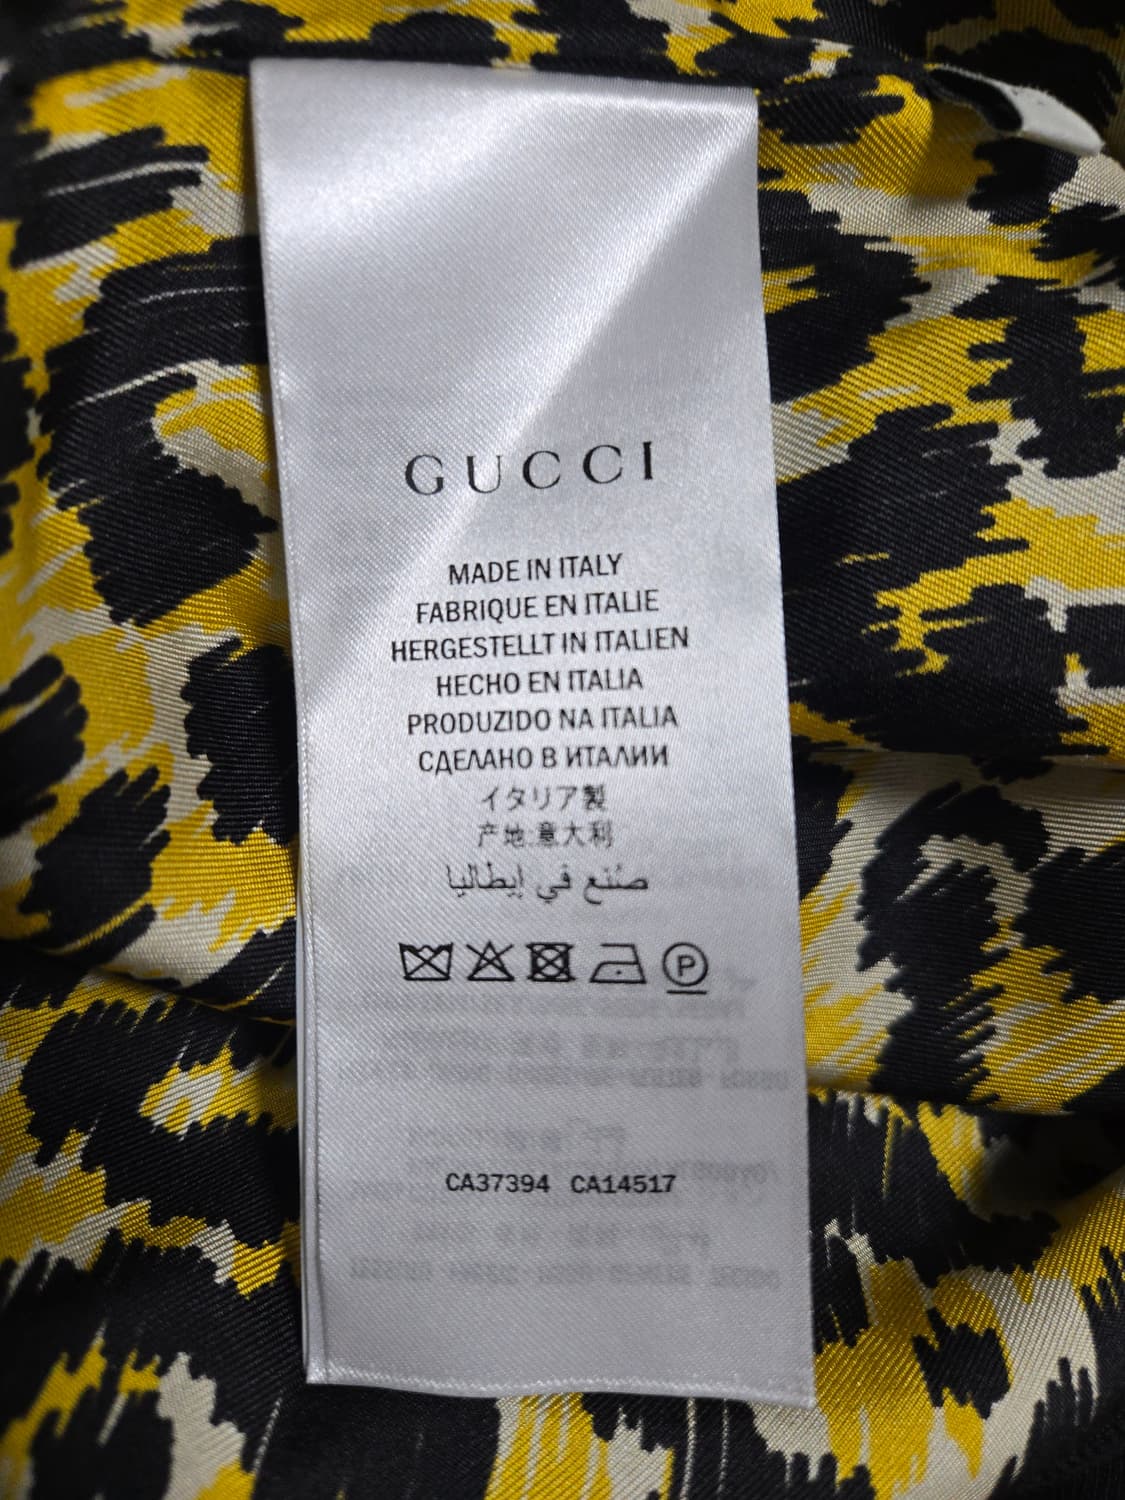 GUCCI
MADE IN ITALY
FABRIQUE EN ITALIE
HERGESTELLT IN ITALIEN
HECHO EN ITALIA
PRODUZIDO NA ITALIA
СДЕЛАНО В ИТАЛИИ
イタリア製
产地:意大利
صُنع في إيطاليا
P
CA37394 CA14517